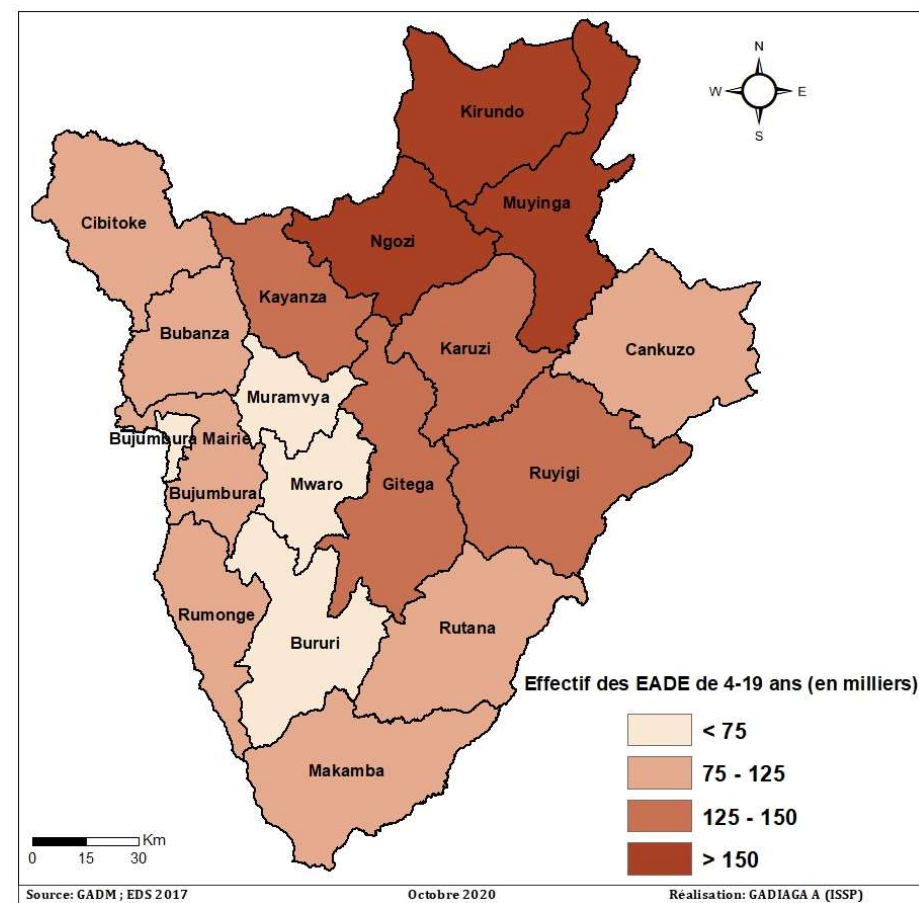 N
W E
S
Kirundo
Muyinga
Cibitoke
Ngozi
Kayanza
Bubanza
Karuzi
Cankuzo
Muramvya
Bujumbura Mairie
Mwaro
Gitega
Ruyigi
Bujumbura
Rumonge
Bururi
Rutana
Makamba
Effectif des EADE de 4-19 ans (en milliers)
< 75
75 - 125
125 - 150
> 150
Km
0 15 30
Source: GADM ; EDS 2017 Octobre 2020 Réalisation: GADIAGA A (ISSP)